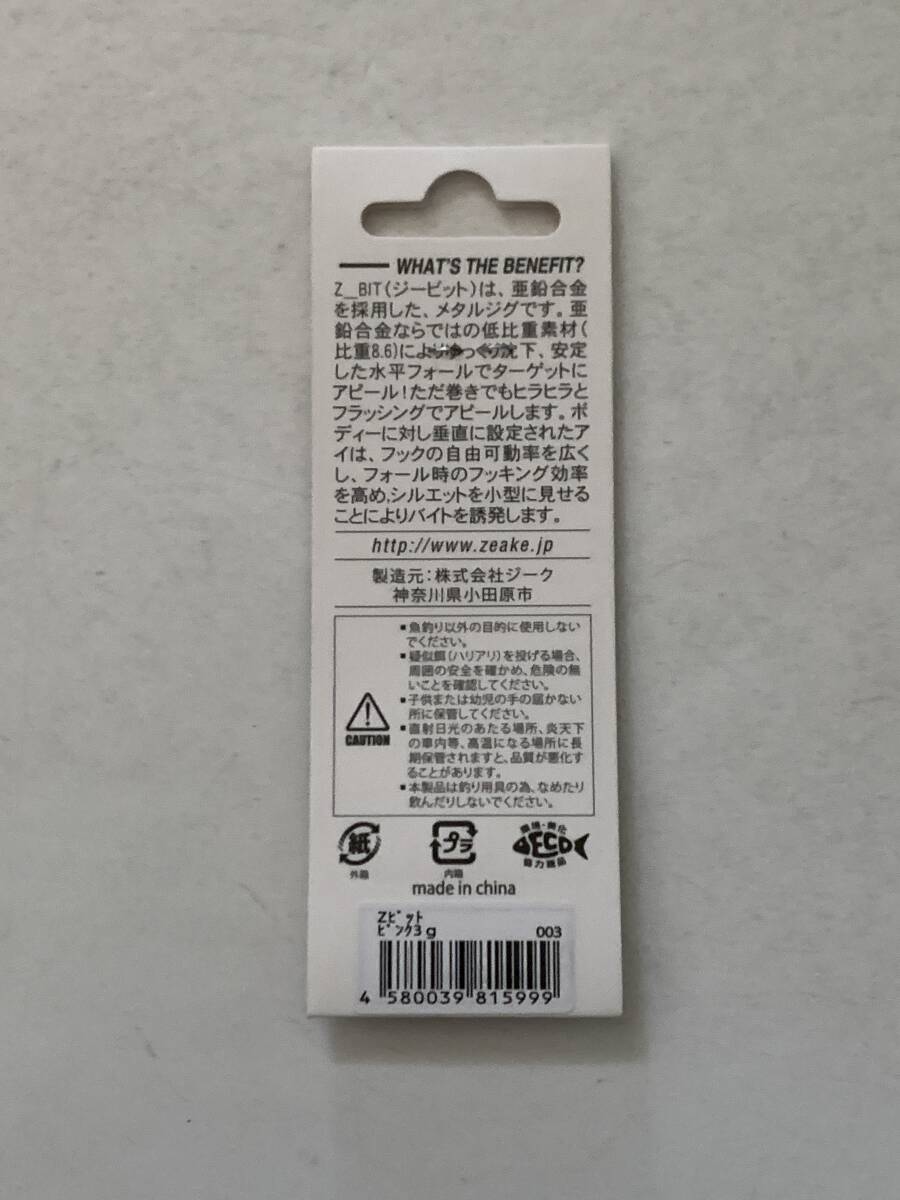 WHAT'S THE BENEFIT?
Z_BIT(ジービット)は、亜鉛合金
を採用した、メタルジグです。亜
鉛合金ならではの低比重素材(
比重8.6)によりゆっくり沈下、安定
した水平フォールでターゲットに
アピール!ただ巻きでもヒラヒラと
フラッシングでアピールします。ボ
ディーに対し垂直に設定されたア
イは、フックの自由可動率を広く
し、フォール時のフッキング効率
を高め,シルエットを小型に見せる
ことによりバイトを誘発します。
http://www.zeake.jp
製造元:株式会社ジーク
神奈川県小田原市
CAUTION
▪魚釣り以外の目的に使用しない
でください。
▪疑似餌(ハリアリ)を投げる場合、
周囲の安全を確かめ、危険の無
いことを確認してください。
▪子供または幼児の手の届かない
所に保管してください。
▪直射日光のあたる場所、炎天下
の車内等、高温になる場所に長
期保管されますと、品質が悪化す
ることがあります。
▪本製品は釣り用具の為、なめたり
飲んだりしないでください。
紙
外箱
プラ
内箱
環境・美化
ECO
協力商品
made in china
Zビット
ピンク3g 003
4 580039 815999